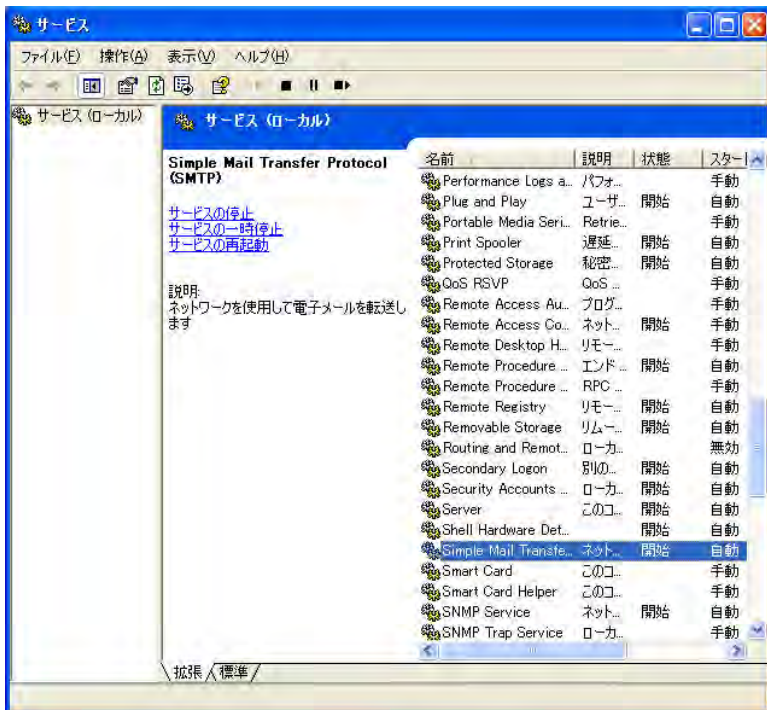 サービス
ファイル(F) 操作(A) 表示(V) ヘルプ(H)
サービス (ローカル)
サービス (ローカル)
Simple Mail Transfer Protocol
(SMTP)
サービスの停止
サービスの一時停止
サービスの再起動
説明:
ネットワークを使用して電子メールを転送し
ます
名前 説明 状態 スター
Performance Logs a... パフォ... 手動
Plug and Play ユーザ... 開始 自動
Portable Media Seri... Retrie... 手動
Print Spooler 遅延... 開始 自動
Protected Storage 秘密... 開始 自動
QoS RSVP QoS ... 手動
Remote Access Au... プログ... 手動
Remote Access Co... ネット... 開始 手動
Remote Desktop H... リモー... 手動
Remote Procedure ... エンド ... 開始 自動
Remote Procedure ... RPC ... 手動
Remote Registry リモー... 開始 自動
Removable Storage リムー... 開始 自動
Routing and Remot... ローカ... 無効
Secondary Logon 別の... 開始 自動
Security Accounts ... ローカ... 開始 自動
Server このコ... 開始 自動
Shell Hardware Det... 開始 自動
Simple Mail Transfe... ネット... 開始 自動
Smart Card このコ... 手動
Smart Card Helper このコ... 手動
SNMP Service ネット... 開始 自動
SNMP Trap Service ローカ... 手動
拡張 標準